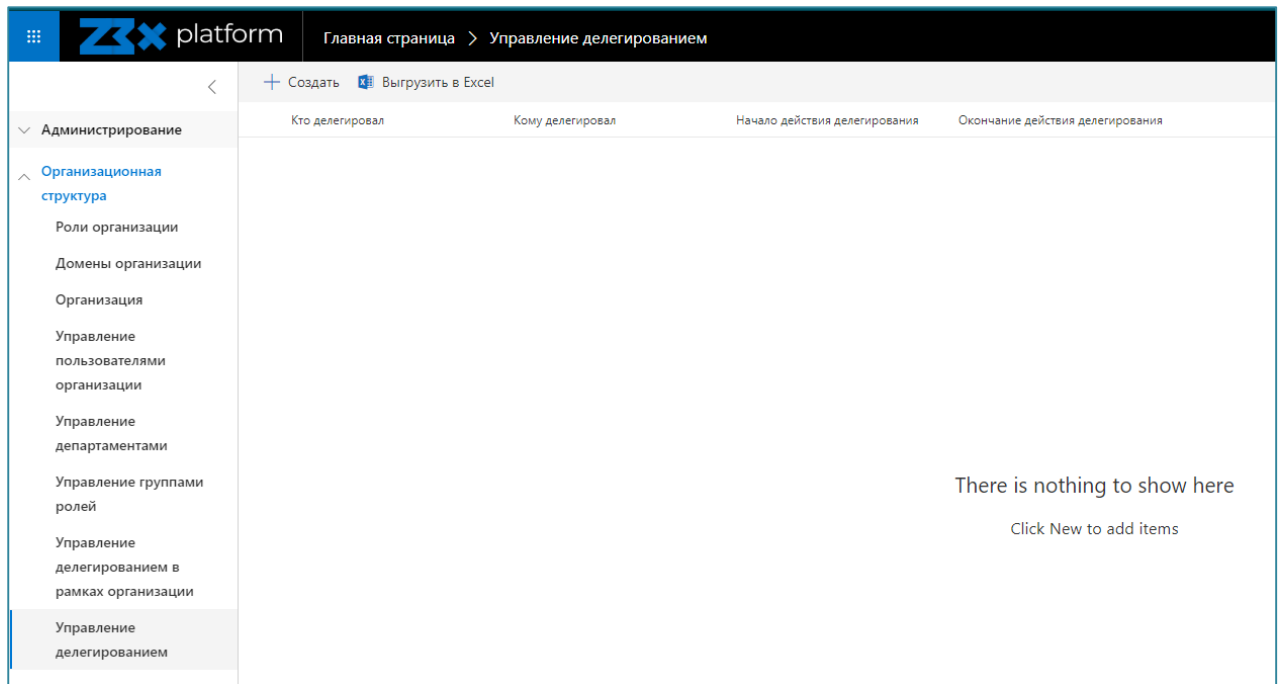 Z3X platform
Главная страница > Управление делегированием
Создать Выгрузить в Excel
Кто делегировал Кому делегировал Начало действия делегирования Окончание действия делегирования
Администрирование
Организационная
структура
Роли организации
Домены организации
Организация
Управление
пользователями
организации
Управление
департаментами
Управление группами
ролей
Управление
делегированием в
рамках организации
Управление
делегированием
There is nothing to show here
Click New to add items